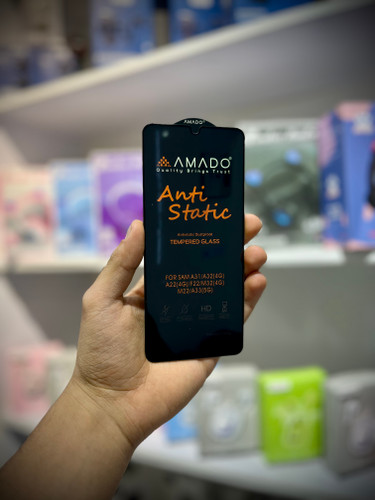 AMADO
AMADO
Quality Brings Trust
Anti
Static
TEMPERED GLASS
FOR SAM A31/A32(4G)
A22(4G)/F22/M32(4G)
M22/A33(5G)
HD